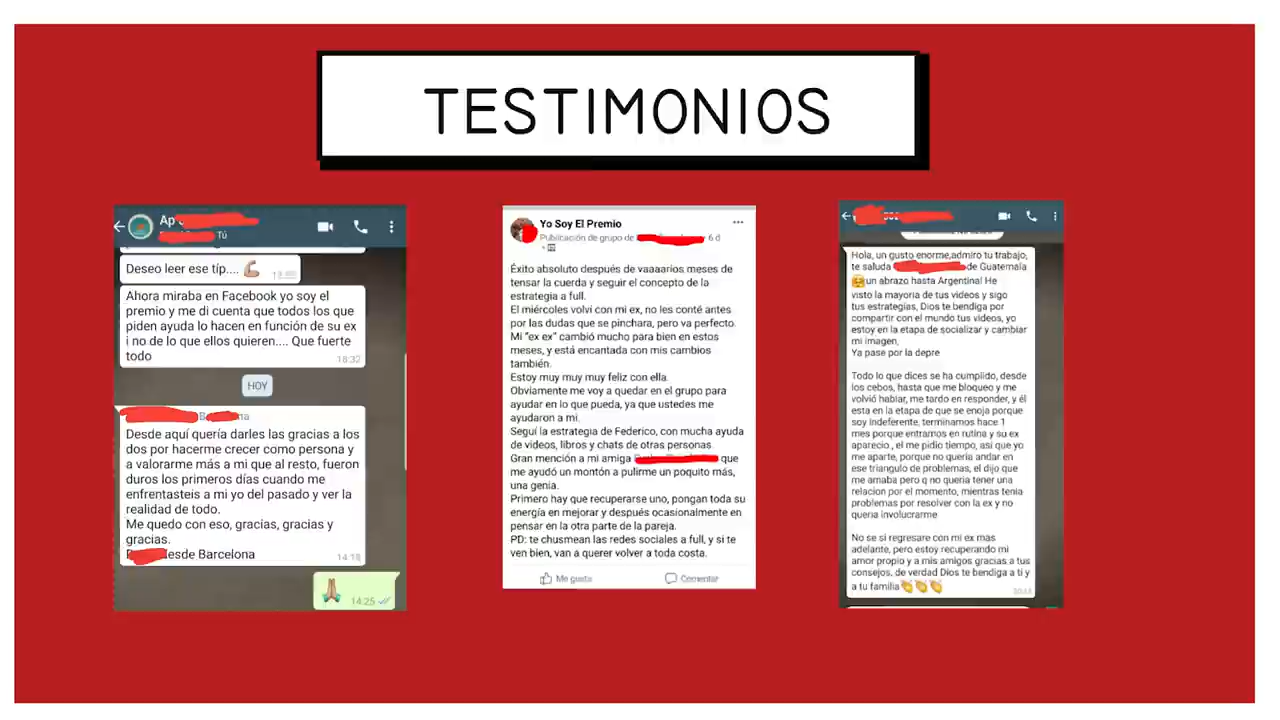 TESTIMONIOS
Ap
Tú
Deseo leer ese típ.... 💪🏼
Ahora miraba en Facebook yo soy el
premio y me di cuenta que todos los que
piden ayuda lo hacen en función de su ex
i no de lo que ellos quieren.... Que fuerte
todo
18:32
HOY
Desde aquí quería darles las gracias a los
dos por hacerme crecer como persona y
a valorarme más a mi que al resto, fueron
duros los primeros días cuando me
enfrentasteis a mi yo del pasado y ver la
realidad de todo.
Me quedo con eso, gracias, gracias y
gracias.
desde Barcelona
14:18
🙏🏼
14:25
Yo Soy El Premio
Publicación de grupo de
6 d
Éxito absoluto después de vaaaarios meses de
tensar la cuerda y seguir el concepto de la
estrategia a full.
El miércoles volví con mi ex, no les conté antes
por las dudas que se pinchara, pero va perfecto.
Mi "ex ex" cambió mucho para bien en estos
meses, y está encantada con mis cambios
también.
Estoy muy muy muy feliz con ella.
Obviamente me voy a quedar en el grupo para
ayudar en lo que pueda, ya que ustedes me
ayudaron a mi.
Seguí la estrategia de Federico, con mucha ayuda
de videos, libros y chats de otras personas.
Gran mención a mi amiga que
me ayudó un montón a pulirme un poquito más,
una genia.
Primero hay que recuperarse uno, pongan toda su
energía en mejorar y después ocasionalmente en
pensar en la otra parte de la pareja.
PD: te chusmean las redes sociales a full, y si te
ven bien, van a querer volver a toda costa.
Me gusta
Comentar
Hola, un gusto enorme,admiro tu trabajo,
te saluda de Guatemala
🤗un abrazo hasta Argentina! He
visto la mayoria de tus videos y sigo
tus estrategias, Dios te bendiga por
compartir con el mundo tus videos, yo
estoy en la etapa de socializar y cambiar
mi imagen,
Ya pase por la depre
Todo lo que dices se ha cumplido, desde
los cebos, hasta que me bloqueo y me
volvió hablar, me tardo en responder, y él
esta en la etapa de que se enoja porque
soy indeferente, terminamos hace 1
mes porque entramos en rutina y su ex
aparecio , el me pidio tiempo, asi que yo
me aparte, porque no queria andar en
ese triangulo de problemas, el dijo que
me amaba pero q no queria tener una
relacion por el momento, mientras tenia
problemas por resolver con la ex y no
queria involucrarme
No se si regresare con mi ex mas
adelante, pero estoy recuperando mi
amor propio y a mis amigos gracias a tus
consejos, de verdad Dios te bendiga a ti y
a tu familia👏👏👏